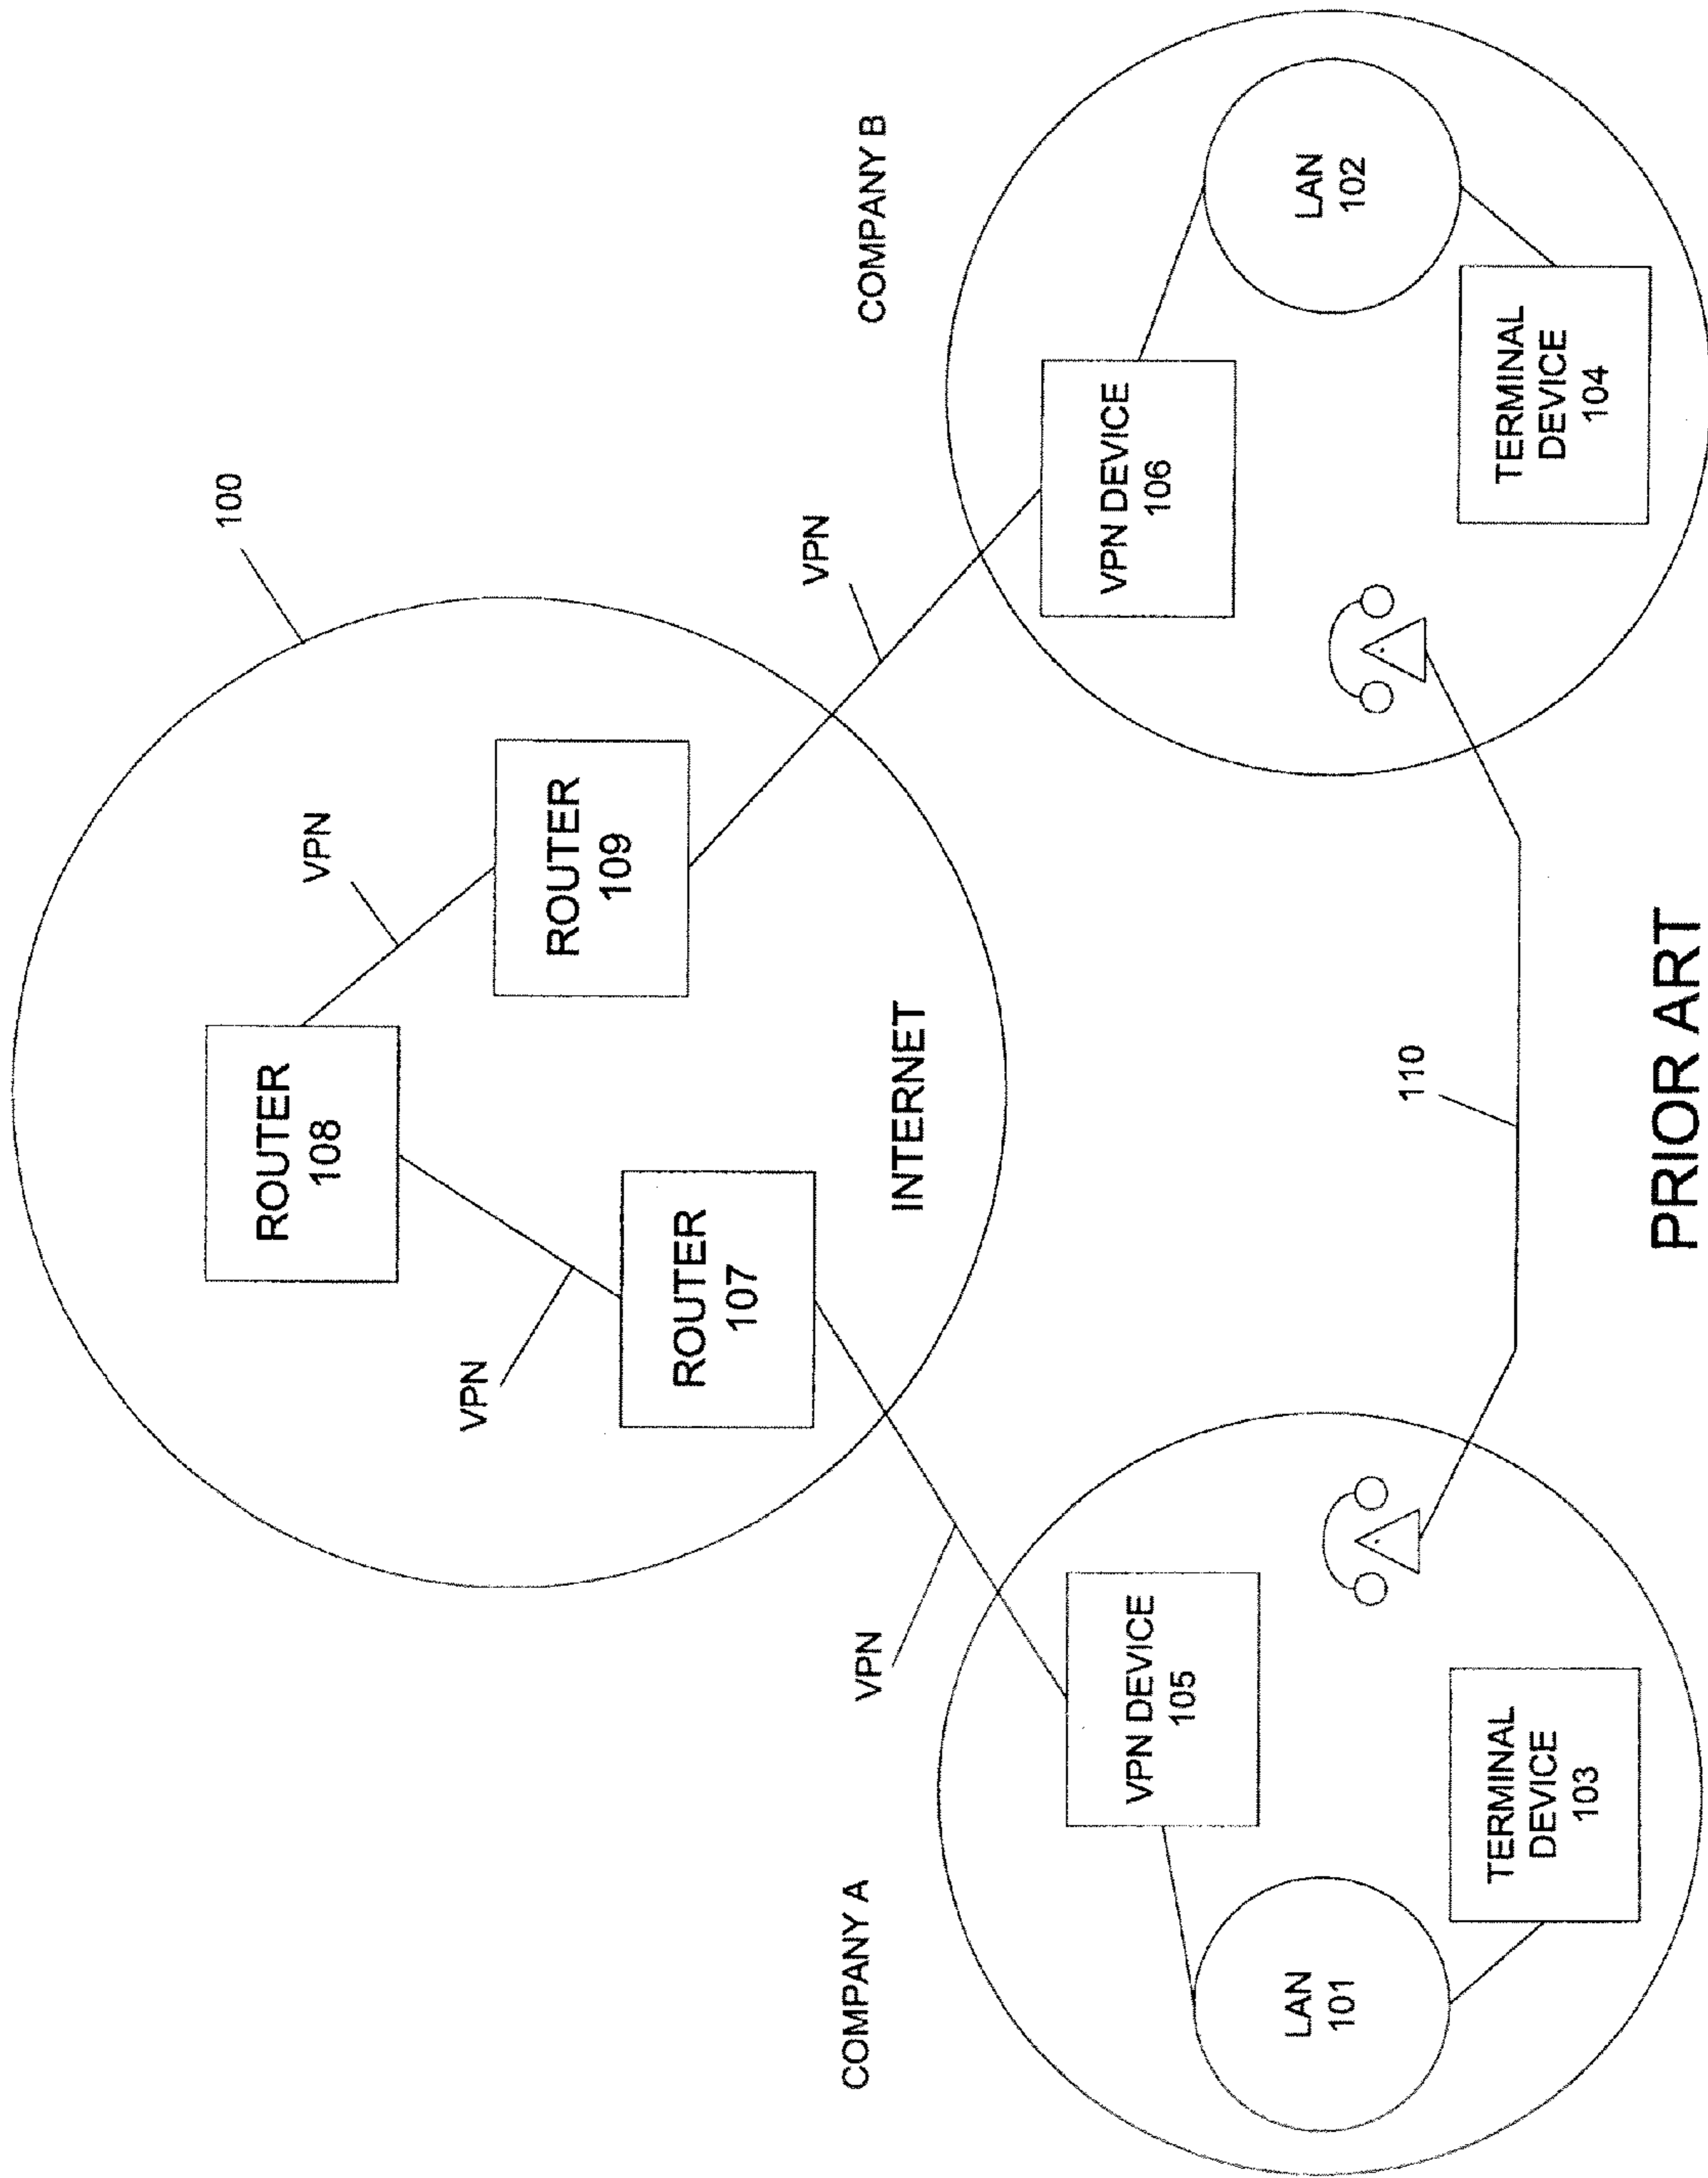 100
VPN
ROUTER
108
VPN
ROUTER
109
VPN
ROUTER
107
INTERNET
VPN
VPN
COMPANY A
COMPANY B
VPN DEVICE
105
VPN DEVICE
106
LAN
101
LAN
102
TERMINAL
DEVICE
103
TERMINAL
DEVICE
104
110
PRIOR ART